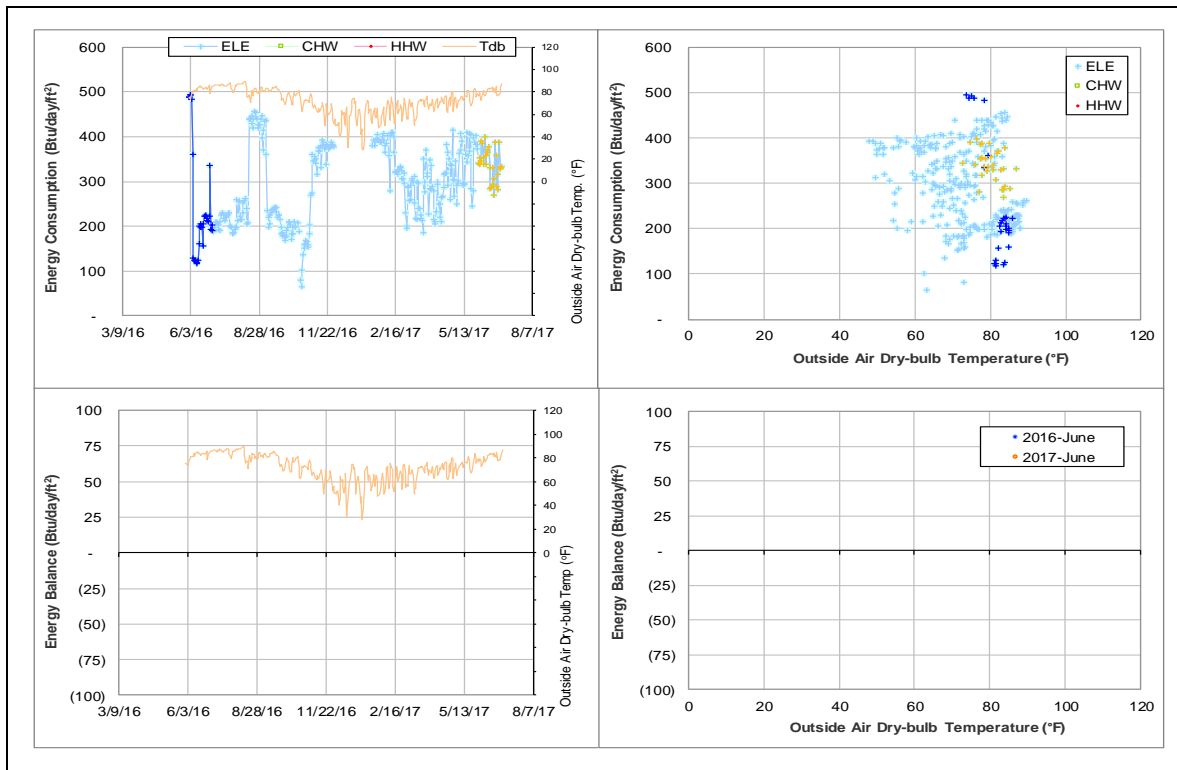 ELE CHW HHW Tdb
Energy Consumption (Btu/day/ft²)
600
500
400
300
200
100
-
120
100
80
60
40
20
0
Outside Air Dry-bulb Temp. (°F)
3/9/16 6/3/16 8/28/16 11/22/16 2/16/17 5/13/17 8/7/17
ELE
CHW
HHW
Energy Consumption (Btu/day/ft²)
600
500
400
300
200
100
-
0 20 40 60 80 100 120
Outside Air Dry-bulb Temperature (°F)
Energy Balance (Btu/day/ft²)
100
75
50
25
-
(25)
(50)
(75)
(100)
120
100
80
60
40
20
0
Outside Air Dry-bulb Temp (°F)
3/9/16 6/3/16 8/28/16 11/22/16 2/16/17 5/13/17 8/7/17
2016-June
2017-June
Energy Balance (Btu/day/ft²)
100
75
50
25
-
(25)
(50)
(75)
(100)
0 20 40 60 80 100 120
Outside Air Dry-bulb Temperature (°F)